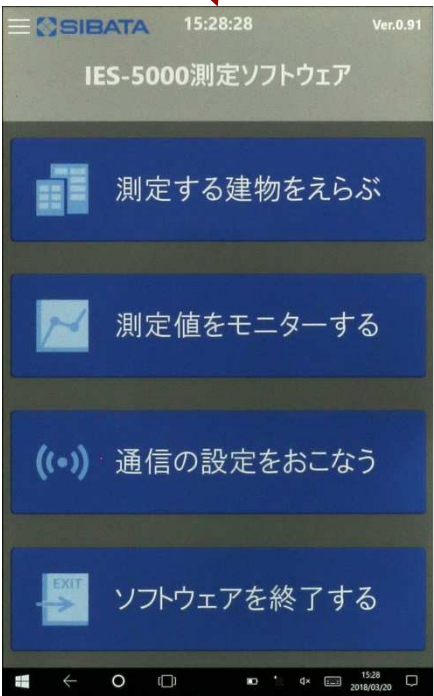 SIBATA
15:28:28
Ver.0.91
IES-5000測定ソフトウェア
測定する建物をえらぶ
測定値をモニターする
通信の設定をおこなう
EXIT
ソフトウェアを終了する
15:28
2018/03/20